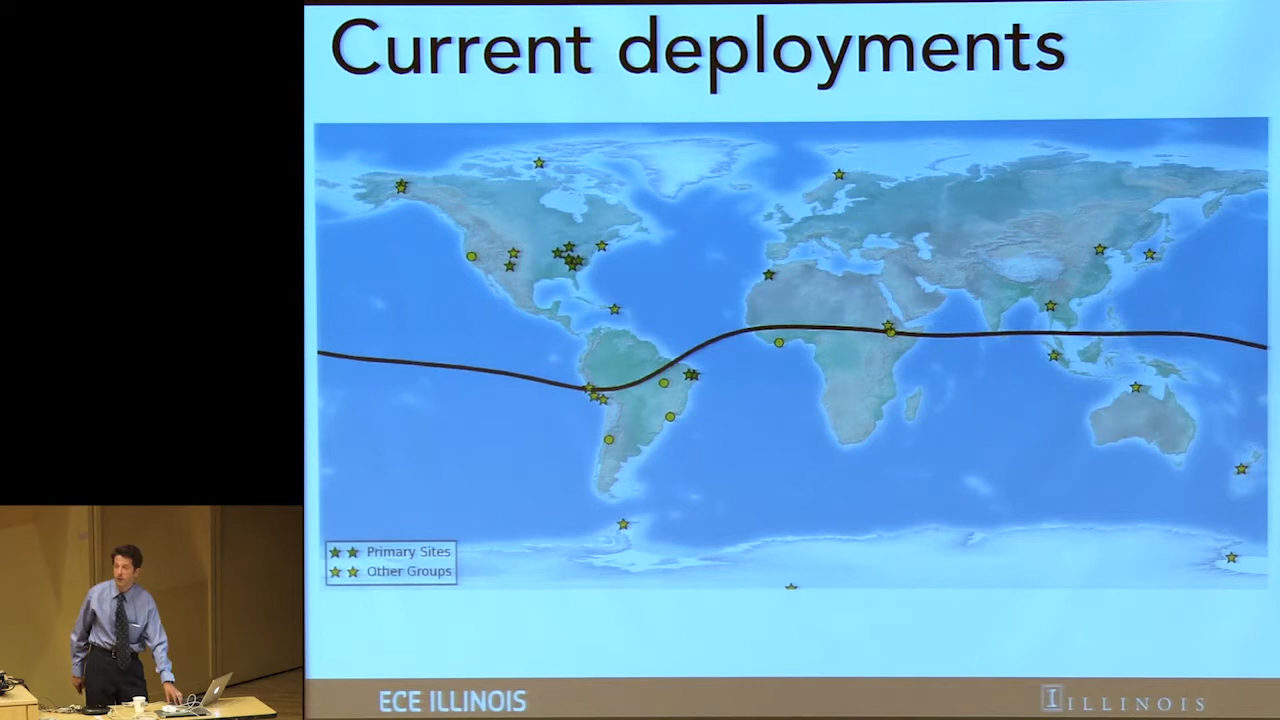 Current deployments
Primary Sites
Other Groups
ECE ILLINOIS
I ILLINOIS